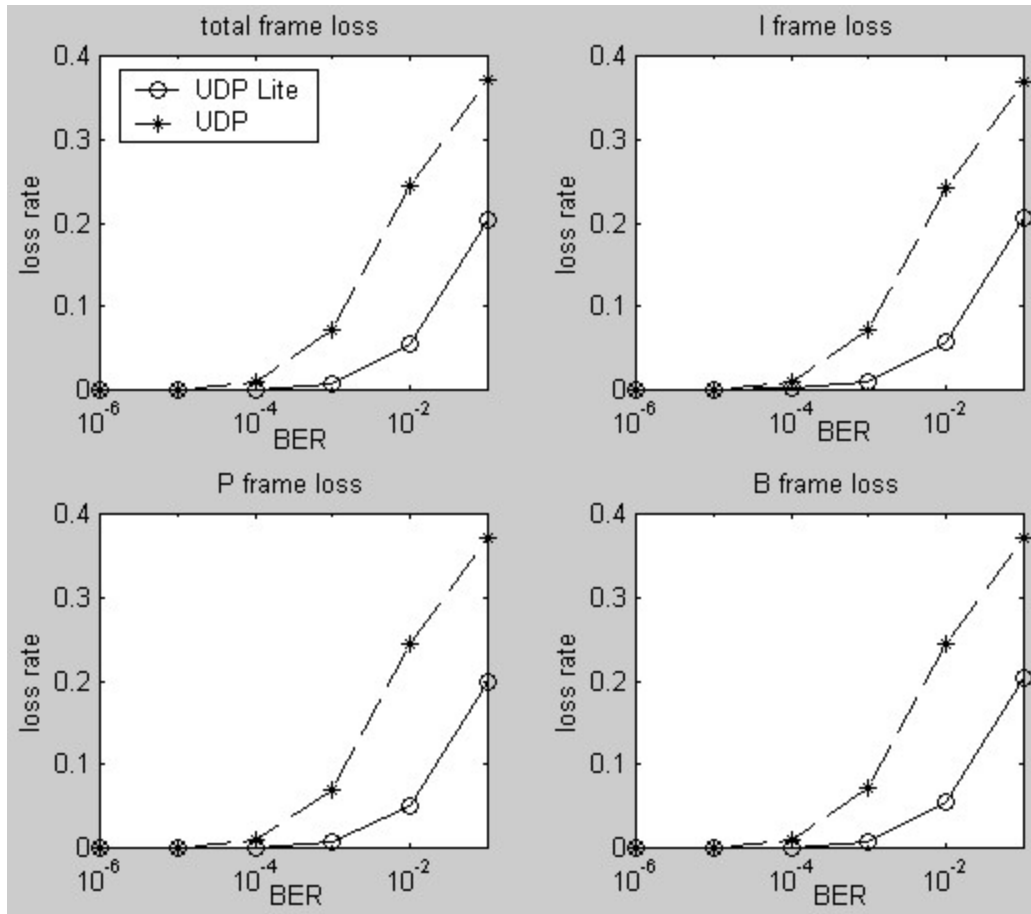 total frame loss
UDP Lite
UDP
loss rate
0.4
0.3
0.2
0.1
0
10^-6
10^-4
10^-2
BER
I frame loss
loss rate
0.4
0.3
0.2
0.1
0
10^-6
10^-4
10^-2
BER
P frame loss
loss rate
0.4
0.3
0.2
0.1
0
10^-6
10^-4
10^-2
BER
B frame loss
loss rate
0.4
0.3
0.2
0.1
0
10^-6
10^-4
10^-2
BER